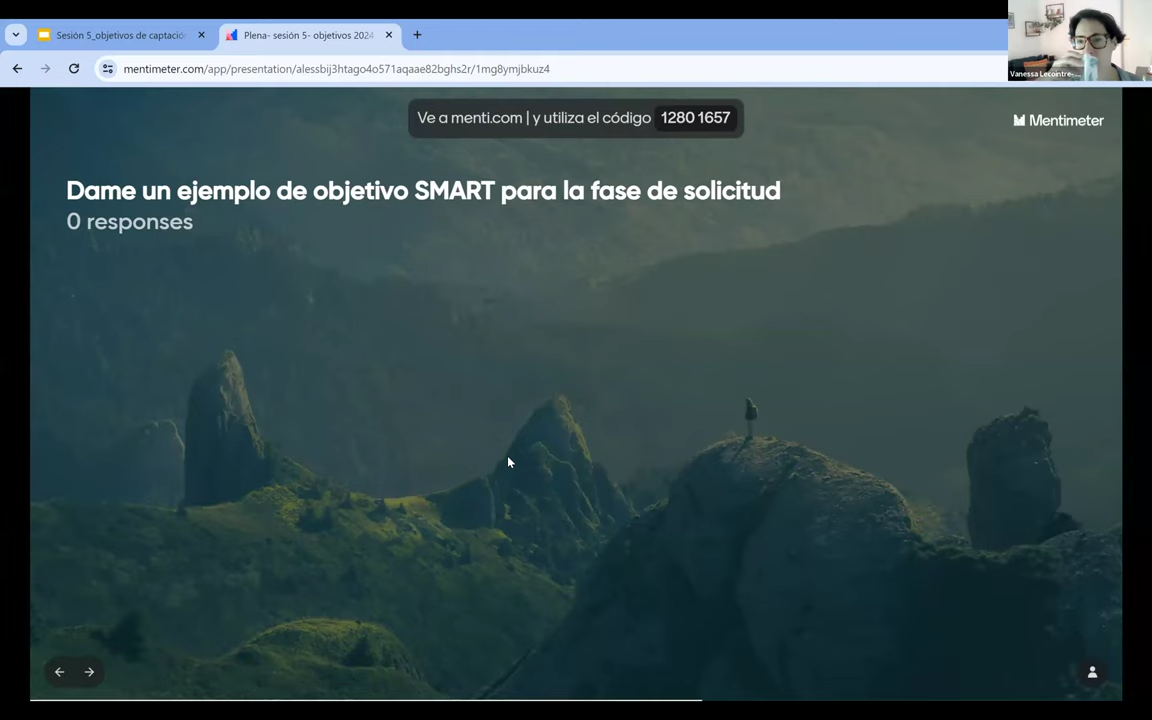 Sesión 5_objetivos de captació
Plena- sesión 5- objetivos 2024
mentimeter.com/app/presentation/alessbij3htago4o571aqaae82bghs2r/1mg8ymjbkuz4
Vanessa Lecointre-...
Ve a menti.com | y utiliza el código 1280 1657
Mentimeter
Dame un ejemplo de objetivo SMART para la fase de solicitud
0 responses